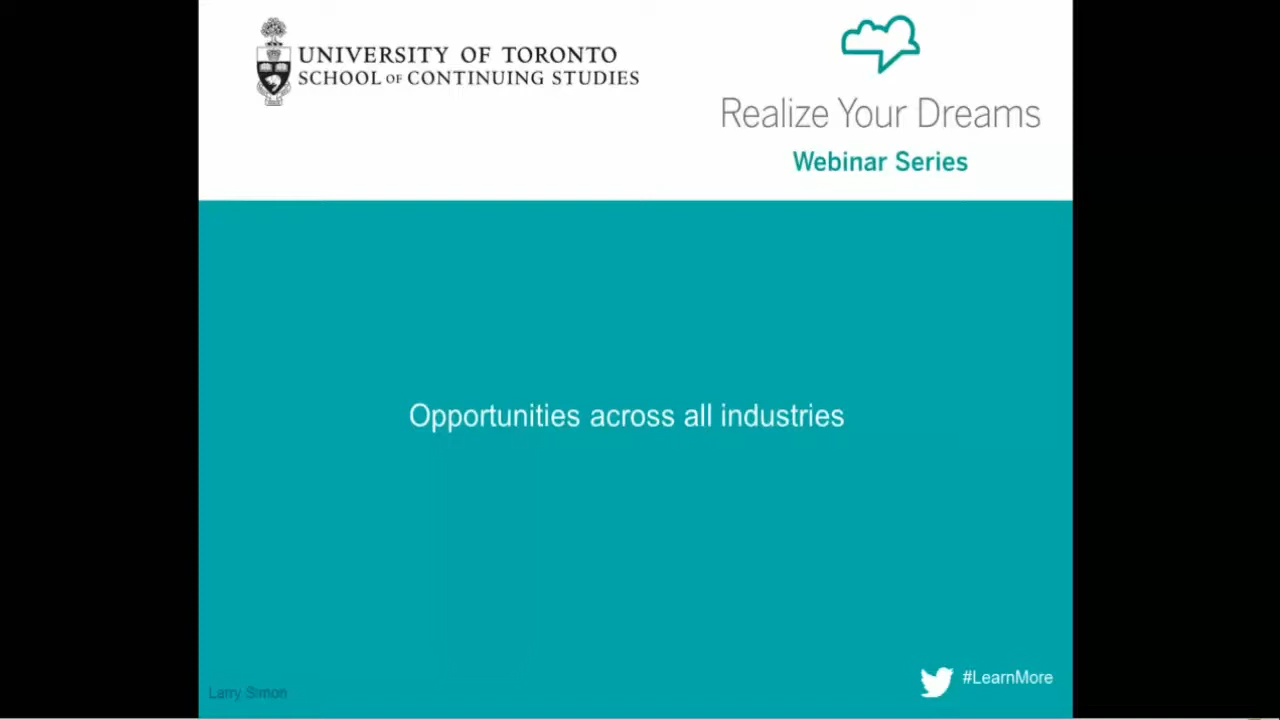 UNIVERSITY OF TORONTO
SCHOOL OF CONTINUING STUDIES
Realize Your Dreams
Webinar Series
Opportunities across all industries
#LearnMore
Larry Simon